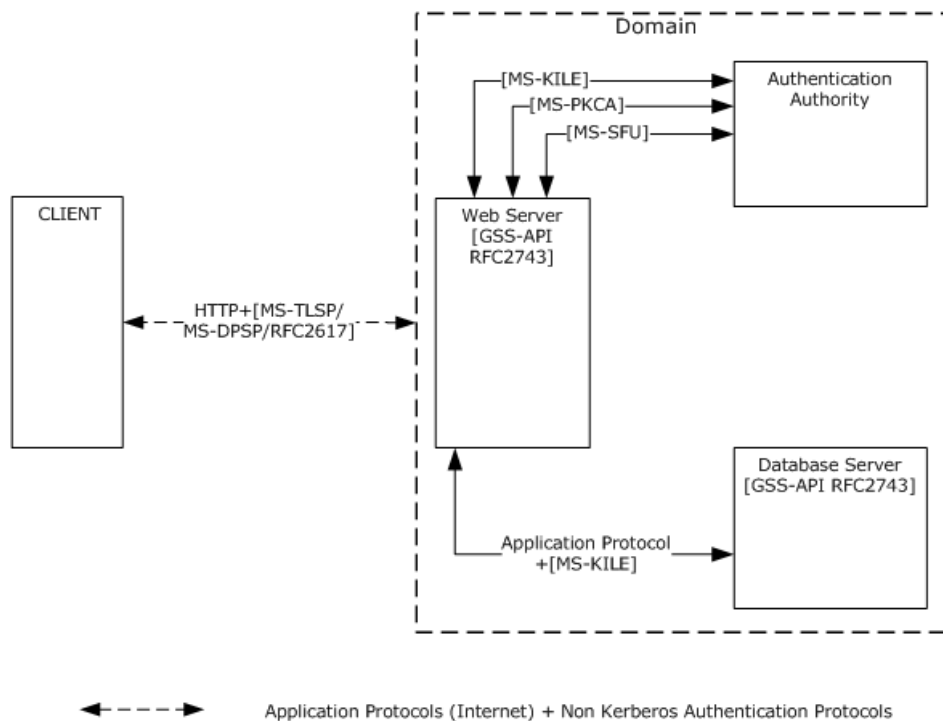 Domain
[MS-KILE]
[MS-PKCA]
[MS-SFU]
Authentication
Authority
CLIENT
Web Server
[GSS-API
RFC2743]
HTTP+[MS-TLSP/
MS-DPSP/RFC2617]
Database Server
[GSS-API RFC2743]
Application Protocol
+[MS-KILE]
Application Protocols (Internet) + Non Kerberos Authentication Protocols